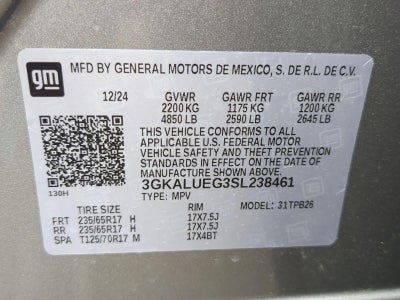 gm
MFD BY GENERAL MOTORS DE MEXICO, S. DE R.L. DE C.V.
12/24 GVWR GAWR FRT GAWR RR
2200 KG 1175 KG 1200 KG
4850 LB 2590 LB 2645 LB
THIS VEHICLE CONFORMS TO ALL
APPLICABLE U.S. FEDERAL MOTOR
VEHICLE SAFETY AND BUMPER
STANDARDS IN EFFECT ON THE DATE
OF MANUFACTURE SHOWN ABOVE.
3GKALUEG3SL238461
130H TYPE: MPV MODEL: 31TPB26
TIRE SIZE RIM
FRT 235/65R17 H 17X7.5J
RR 235/65R17 H 17X7.5J
SPA T125/70R17 M 17X4BT